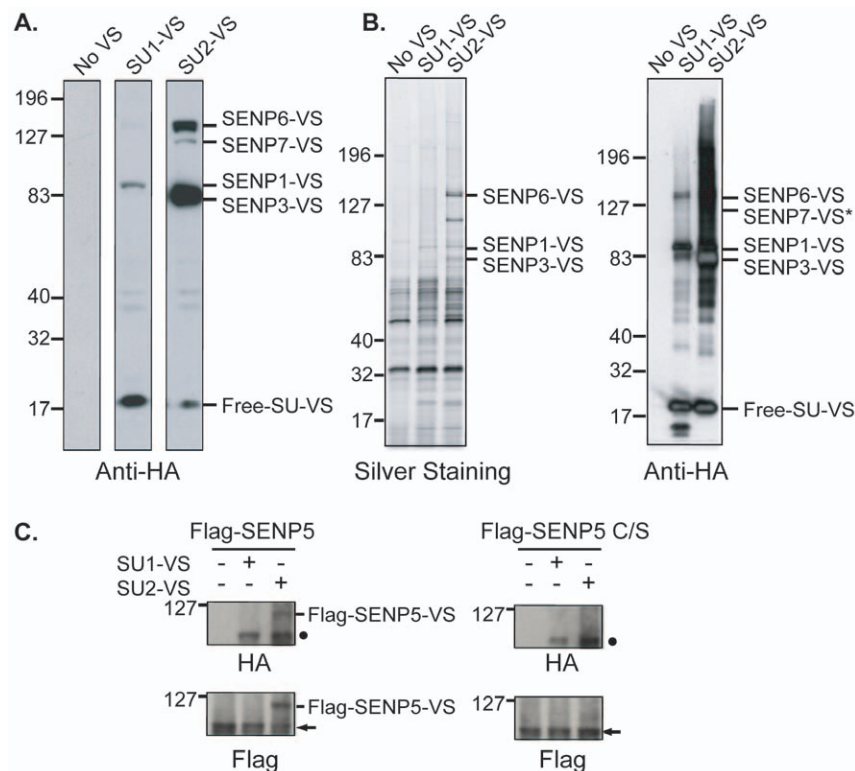 A.
No VS
SU1-VS
SU2-VS
196
127
83
40
32
17
SENP6-VS
SENP7-VS
SENP1-VS
SENP3-VS
Free-SU-VS
Anti-HA
B.
No VS
SU1-VS
SU2-VS
196
127
83
40
32
17
SENP6-VS
SENP1-VS
SENP3-VS
Silver Staining
No VS
SU1-VS
SU2-VS
196
127
83
40
32
17
SENP6-VS
SENP7-VS*
SENP1-VS
SENP3-VS
Free-SU-VS
Anti-HA
C.
Flag-SENP5
SU1-VS - + -
SU2-VS - - +
127
Flag-SENP5-VS
HA
127
Flag-SENP5-VS
Flag
Flag-SENP5 C/S
- + -
- - +
127
HA
127
Flag